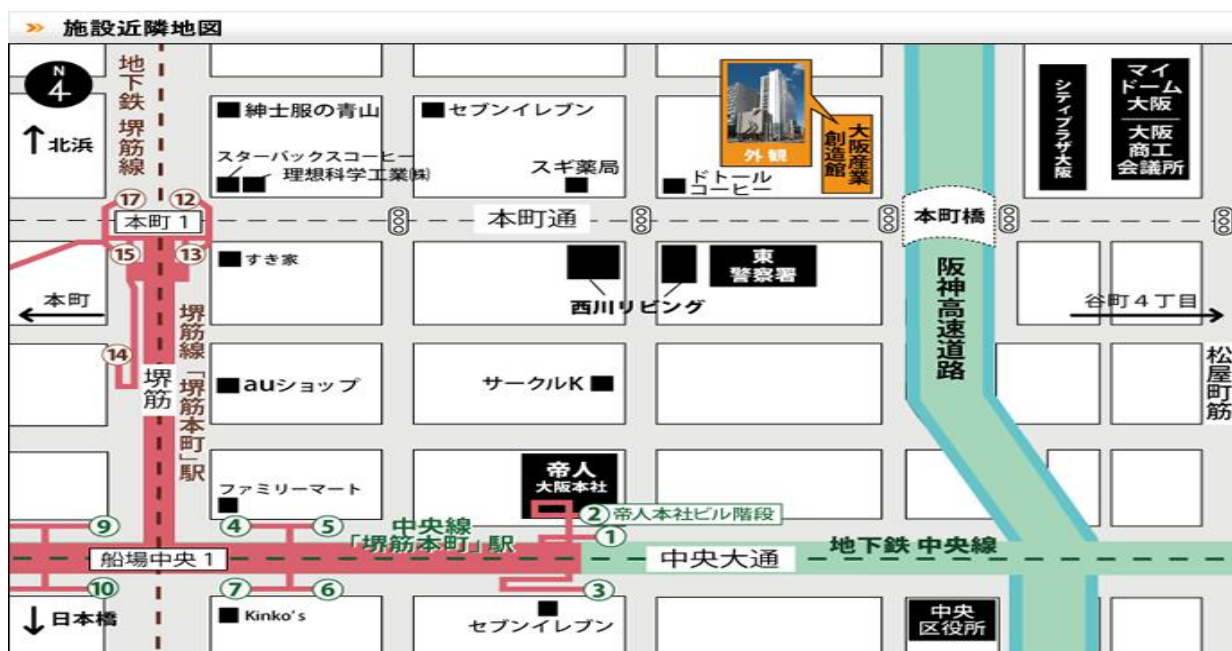 施設近隣地図
N
4
北浜
地下鉄 堺筋線
紳士服の青山
セブンイレブン
スターバックスコーヒー
理想科学工業㈱
スギ薬局
ドトール
コーヒー
外観
大阪産業
創造館
シティプラザ大阪
マイ
ドーム
大阪
大阪
商工
会議所
17
12
本町1
本町通
本町橋
15
13
すき家
西川リビング
東
警察署
本町
谷町4丁目
阪神高速道路
14
堺筋
堺筋線「堺筋本町」駅
auショップ
サークルK
松屋町筋
ファミリーマート
帝人
大阪本社
2 帝人本社ビル階段
9
4
5
中央線
「堺筋本町」駅
1
船場中央1
中央大通
地下鉄 中央線
10
7
6
3
日本橋
Kinko's
セブンイレブン
中央
区役所